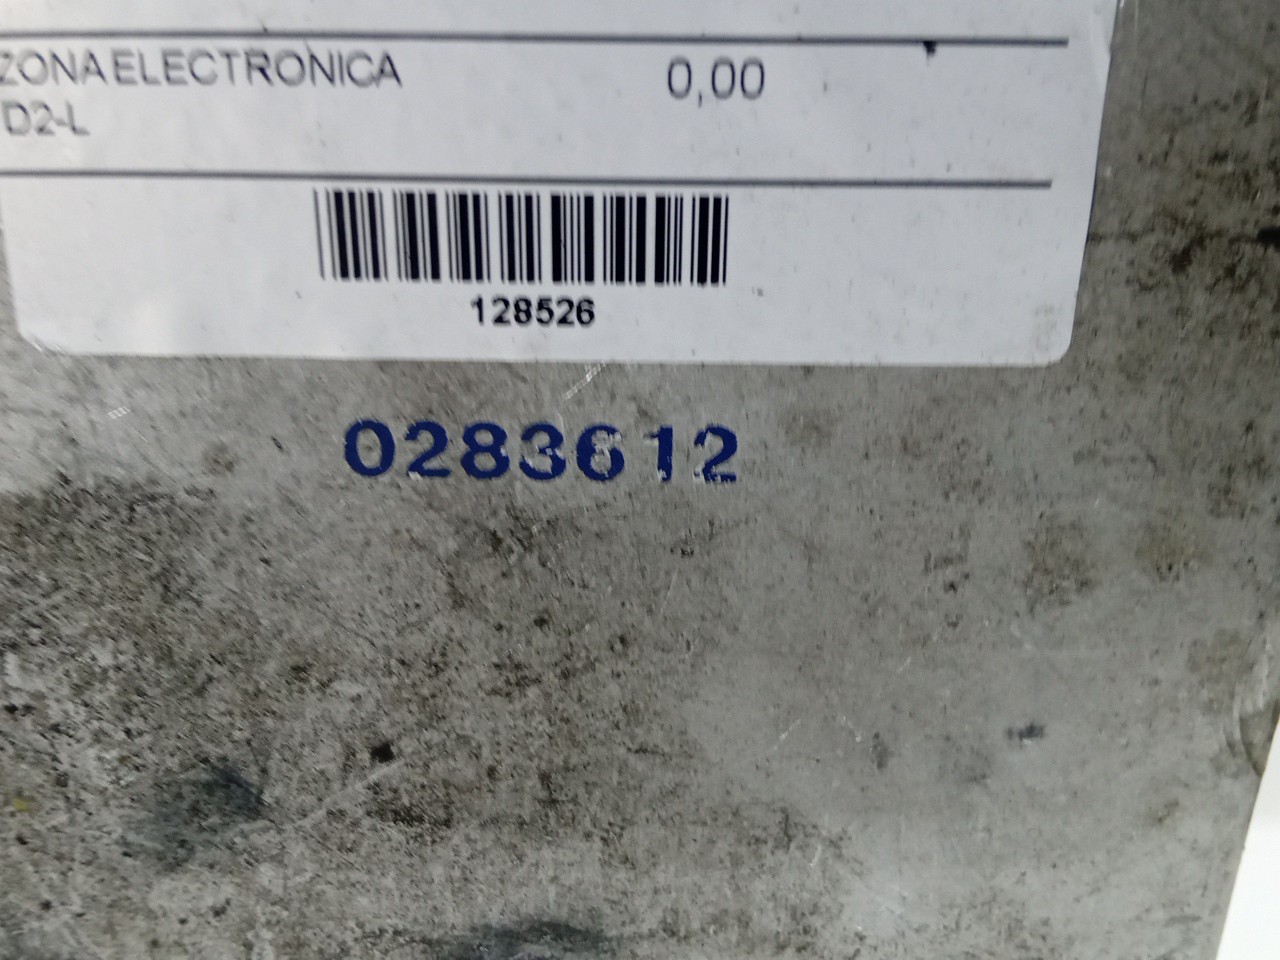 ZONA ELECTRONICA 0,00
D2-L
128526
0283612